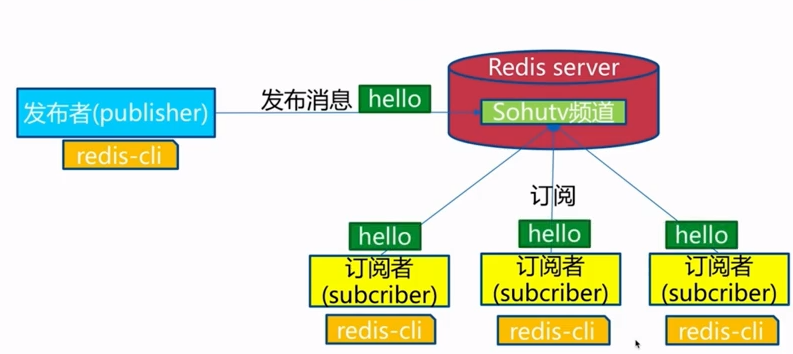 Redis server
发布者(publisher)
发布消息
hello
Sohutv频道
redis-cli
订阅
hello
hello
hello
订阅者
(subcriber)
订阅者
(subcriber)
订阅者
(subcriber)
redis-cli
redis-cli
redis-cli